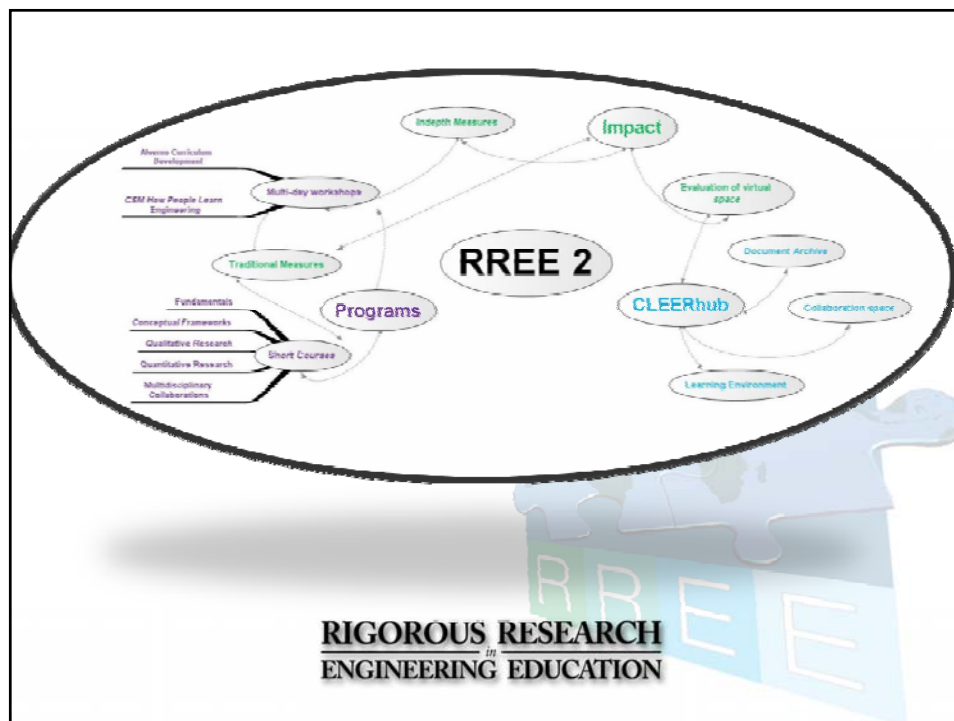 Indepth Measures
Impact
Alverno Curriculum
Development
Multi-day workshops
CSM How People Learn
Engineering
Evaluation of virtual
space
Traditional Measures
RREE 2
Document Archive
Fundamentals
Programs
CLEERhub
Collaboration space
Conceptual Frameworks
Qualitative Research
Short Courses
Quantitative Research
Multidisciplinary
Collaborations
Learning Environment
RREE
RIGOROUS RESEARCH
in
ENGINEERING EDUCATION